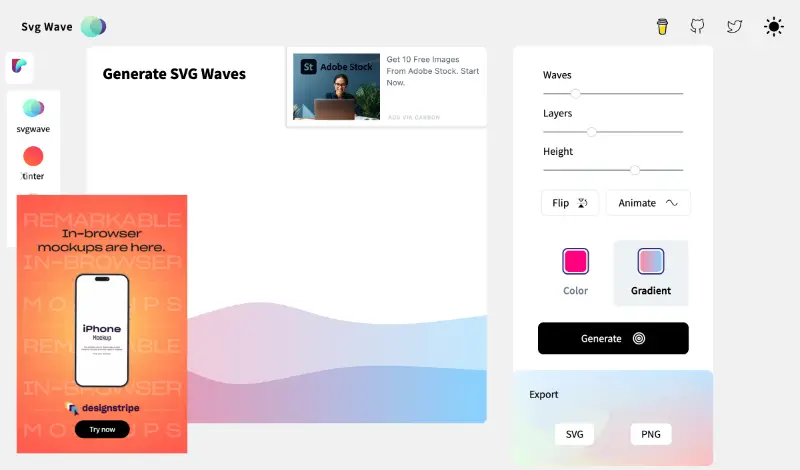 Svg Wave
Generate SVG Waves
St Adobe Stock
Get 10 Free Images
From Adobe Stock. Start
Now.
ADS VIA CARBON
svgwave
tinter
REMARKABLE
In-browser
mockups are here.
IN-BROWSER
MOCKUPS
iPhone
Mockup
REMARKABLE
IN-BROWSER
designstripe
MOCKUPS
Try now
Waves
Layers
Height
Flip
Animate
Color
Gradient
Generate
Export
SVG
PNG